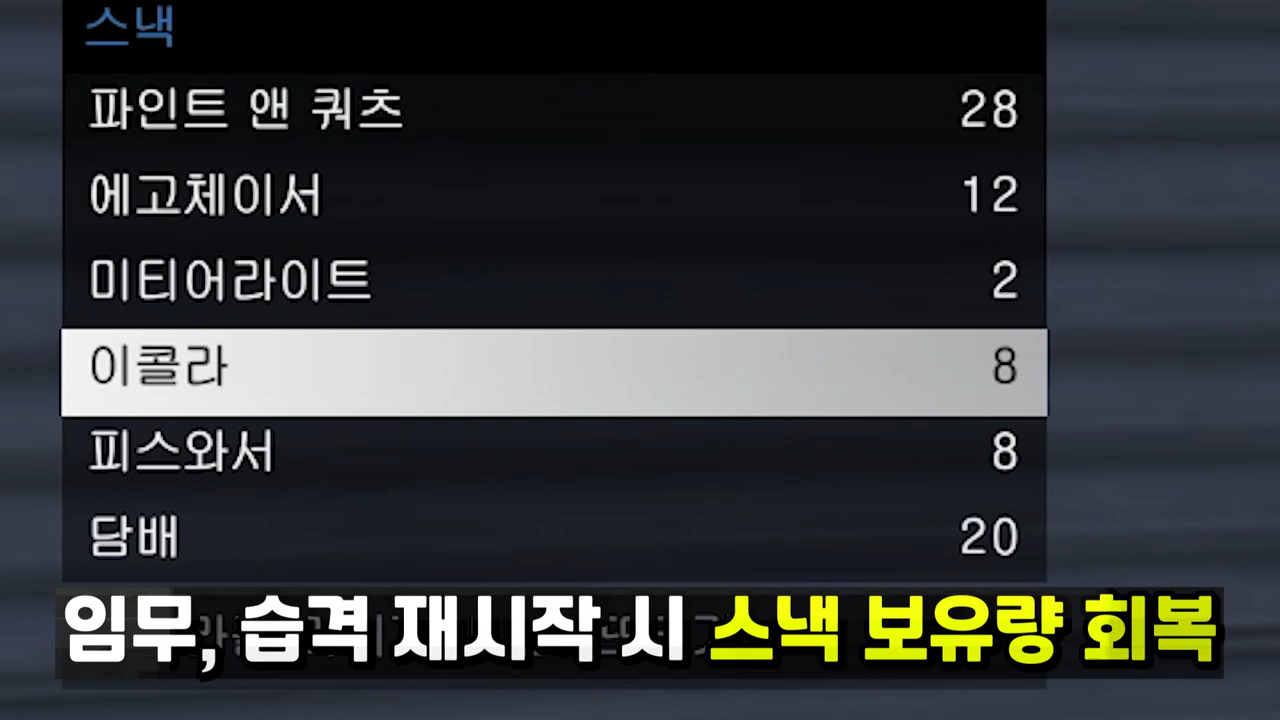 스낵
파인트 앤 쿼츠 28
에고체이서 12
미티어라이트 2
이콜라 8
피스와서 8
담배 20
임무, 습격 재시작 시 스낵 보유량 회복